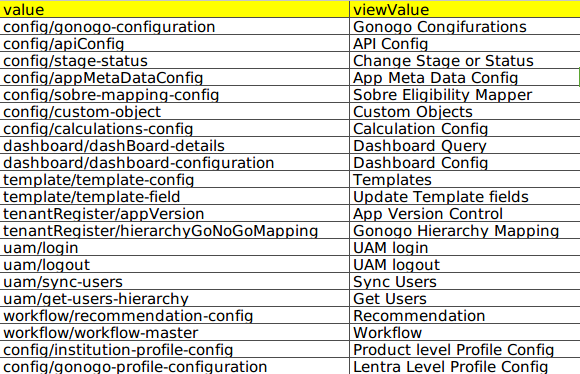 value viewValue
config/gonogo-configuration Gonogo Congifurations
config/apiConfig API Config
config/stage-status Change Stage or Status
config/appMetaDataConfig App Meta Data Config
config/sobre-mapping-config Sobre Eligibility Mapper
config/custom-object Custom Objects
config/calculations-config Calculation Config
dashboard/dashBoard-details Dashboard Query
dashboard/dashboard-configuration Dashboard Config
template/template-config Templates
template/template-field Update Template fields
tenantRegister/appVersion App Version Control
tenantRegister/hierarchyGoNoGoMapping Gonogo Hierarchy Mapping
uam/login UAM login
uam/logout UAM logout
uam/sync-users Sync Users
uam/get-users-hierarchy Get Users
workflow/recommendation-config Recommendation
workflow/workflow-master Workflow
config/institution-profile-config Product level Profile Config
config/gonogo-profile-configuration Lentra Level Profile Config